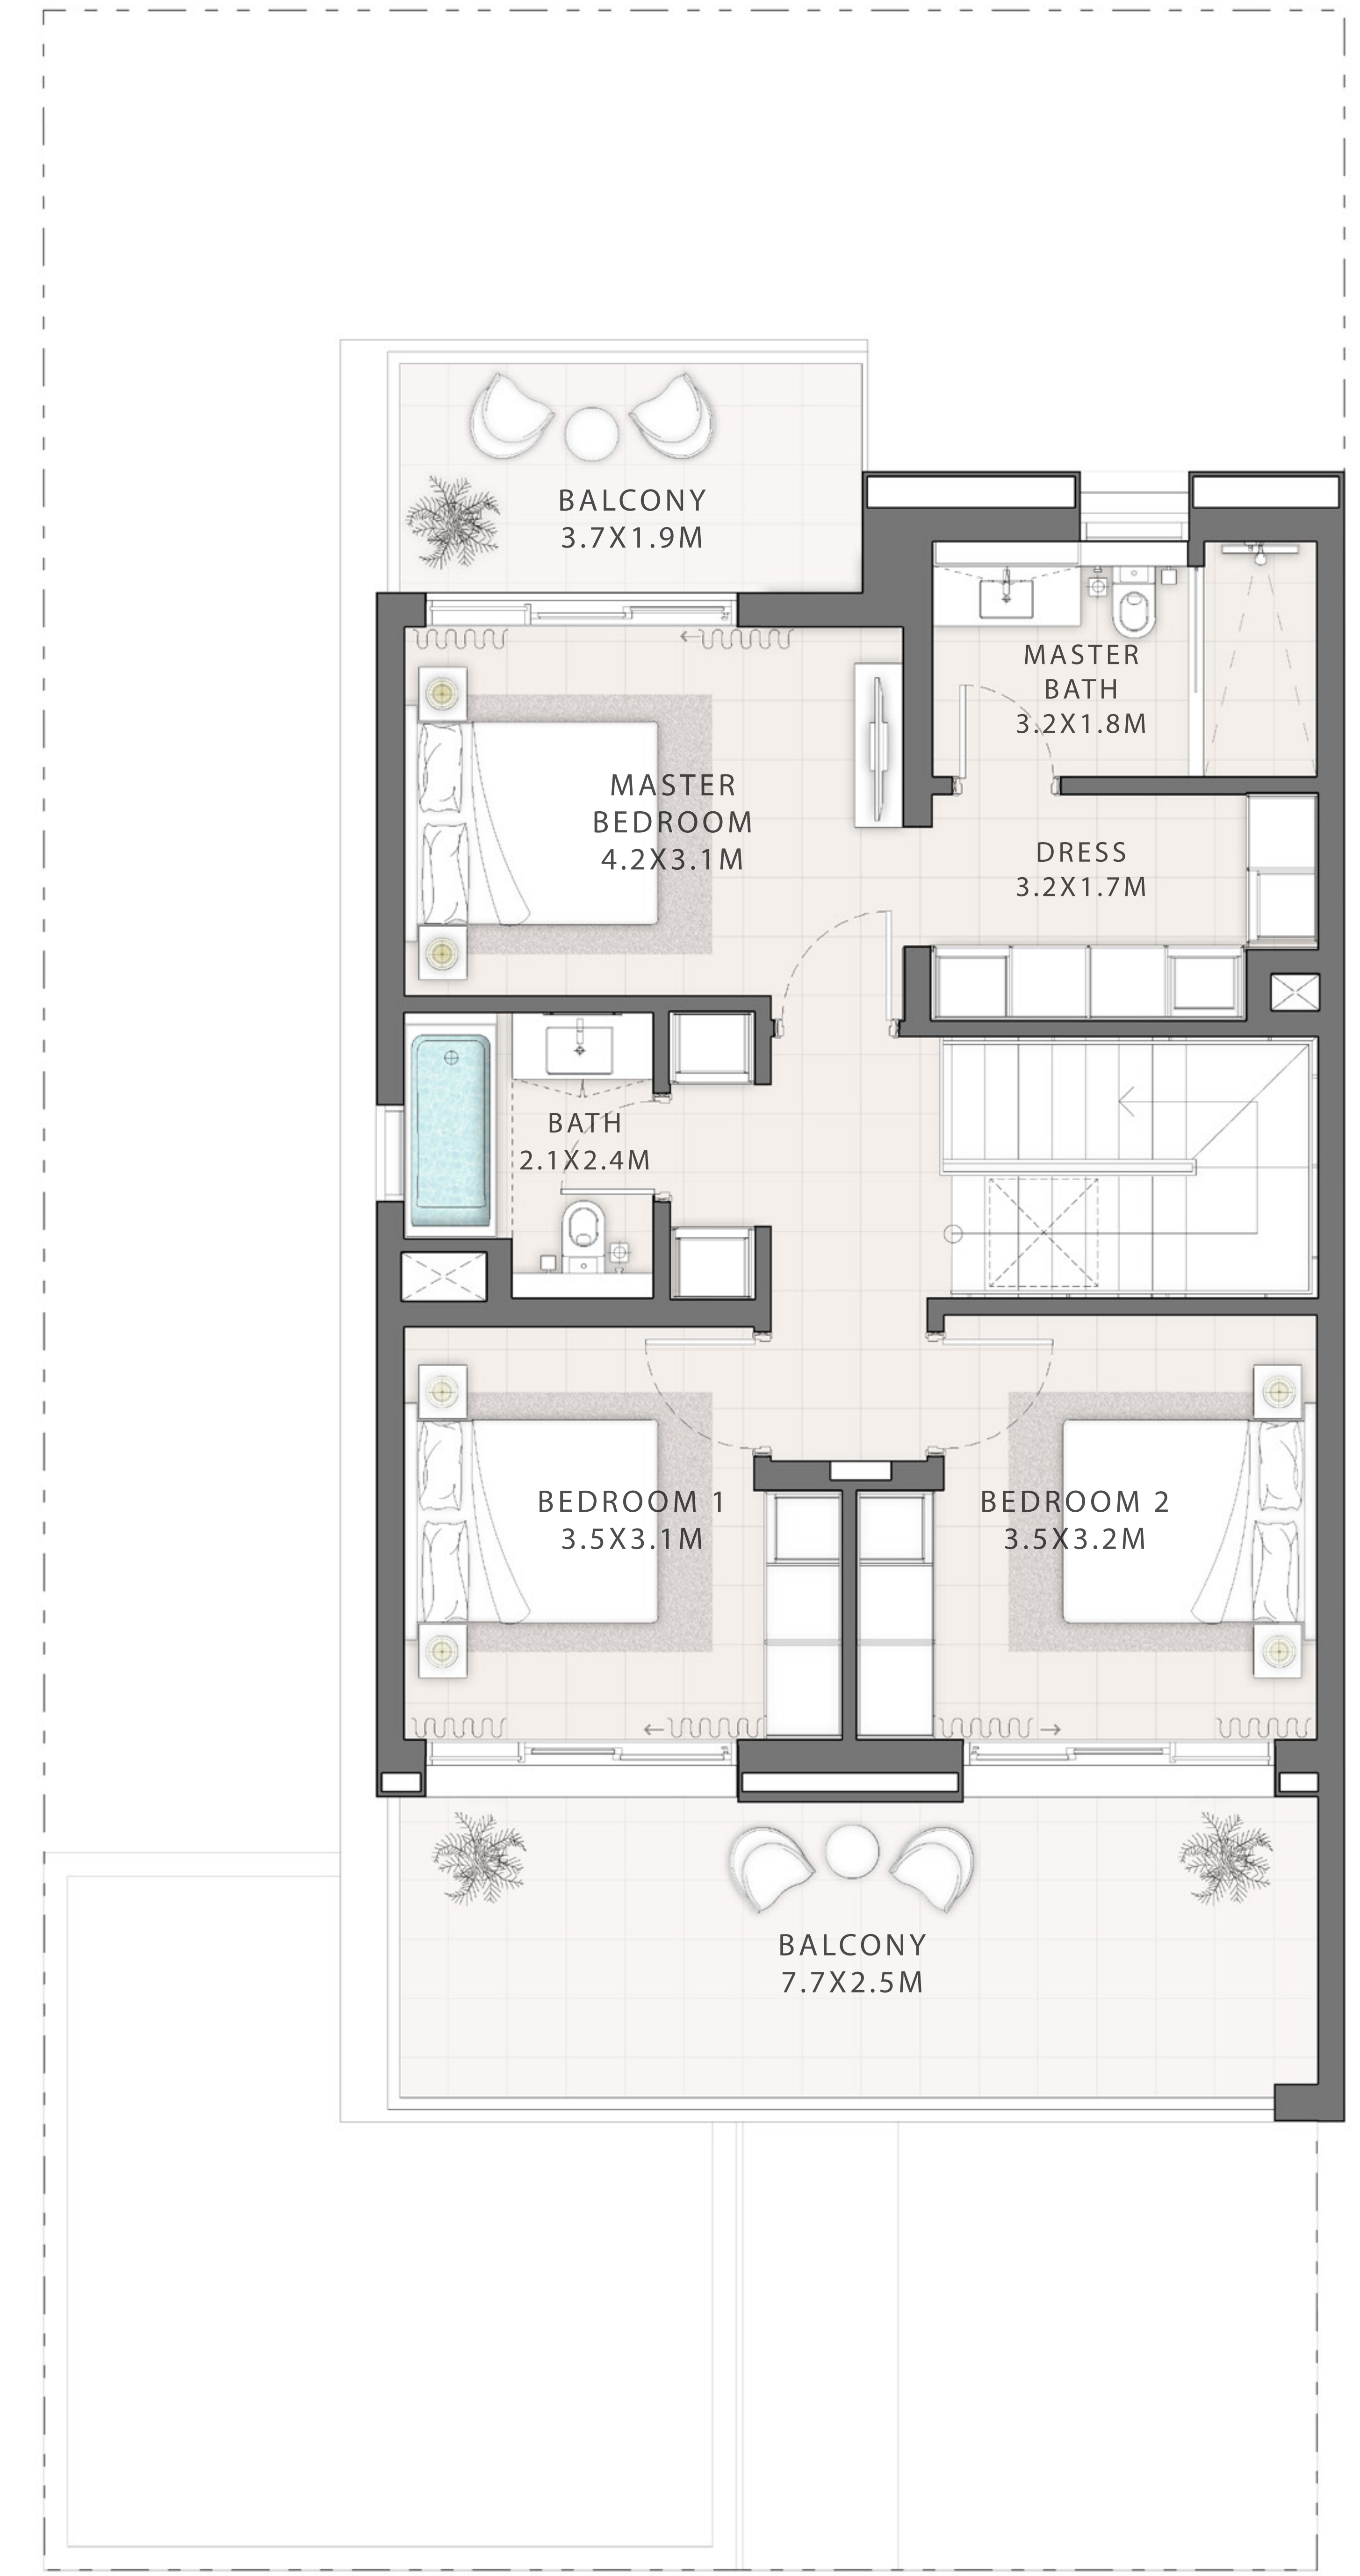 BALCONY
3.7X1.9M
MASTER
BATH
3.2X1.8M
MASTER
BEDROOM
4.2X3.1M
DRESS
3.2X1.7M
BATH
2.1X2.4M
BEDROOM 1
3.5X3.1M
BEDROOM 2
3.5X3.2M
BALCONY
7.7X2.5M